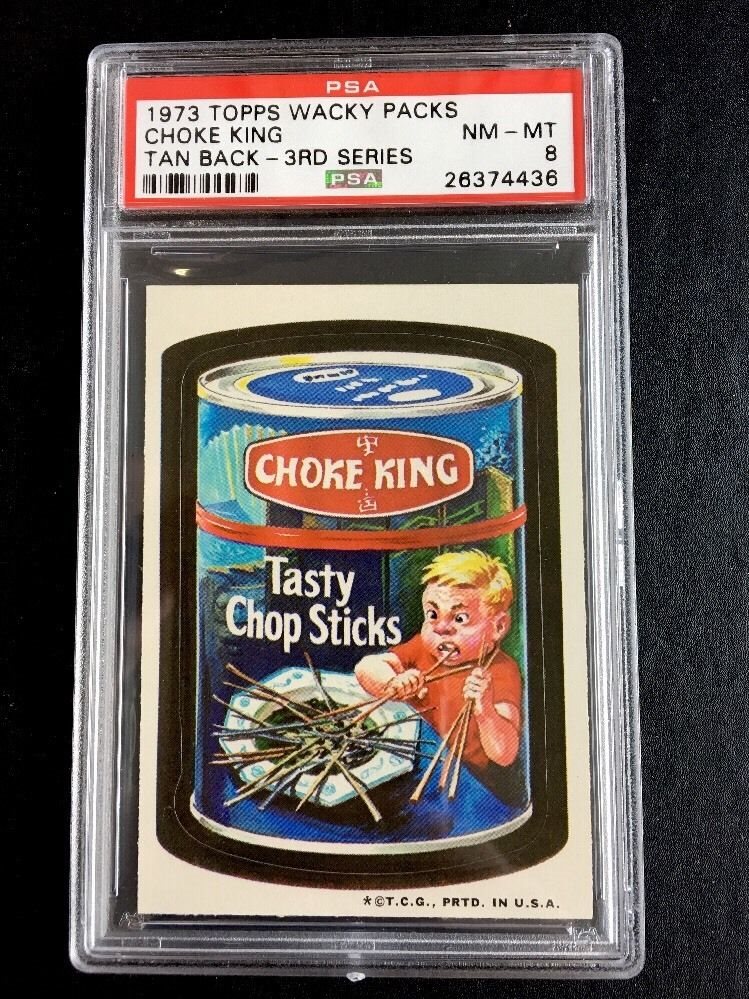 PSA
1973 TOPPS WACKY PACKS
CHOKE KING NM – MT
TAN BACK – 3RD SERIES 8
PSA 26374436
CHOKE KING
Tasty
Chop Sticks
*©T.C.G., PRTD. IN U.S.A.